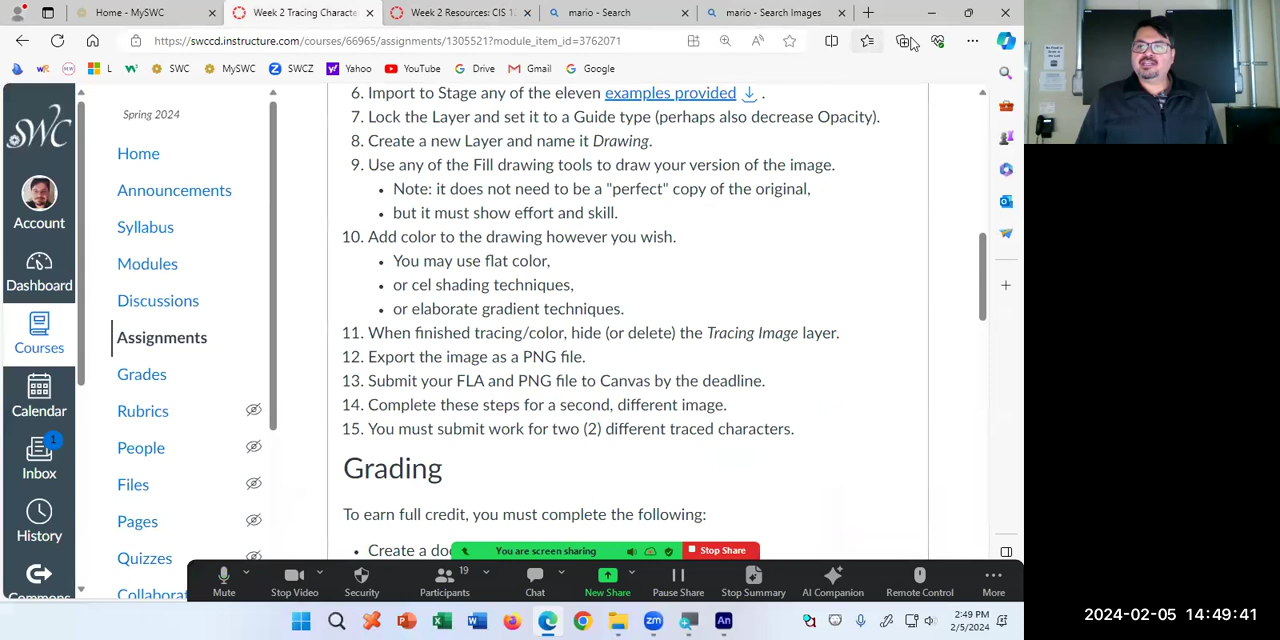 Home - MySWC
Week 2 Tracing Characte
Week 2 Resources: CIS 1
mario - Search
mario - Search Images
https://swccd.instructure.com/courses/66965/assignments/1305521?module_item_id=3762071
L
SWC
MySWC
SWCZ
Yahoo
YouTube
Drive
Gmail
Google
SWC
Account
Dashboard
Courses
Calendar
1
Inbox
History
Commons
Spring 2024
Home
Announcements
Syllabus
Modules
Discussions
Assignments
Grades
Rubrics
People
Files
Pages
Quizzes
Collaborat
6. Import to Stage any of the eleven examples provided .
7. Lock the Layer and set it to a Guide type (perhaps also decrease Opacity).
8. Create a new Layer and name it Drawing.
9. Use any of the Fill drawing tools to draw your version of the image.
• Note: it does not need to be a "perfect" copy of the original,
• but it must show effort and skill.
10. Add color to the drawing however you wish.
• You may use flat color,
• or cel shading techniques,
• or elaborate gradient techniques.
11. When finished tracing/color, hide (or delete) the Tracing Image layer.
12. Export the image as a PNG file.
13. Submit your FLA and PNG file to Canvas by the deadline.
14. Complete these steps for a second, different image.
15. You must submit work for two (2) different traced characters.
Grading
To earn full credit, you must complete the following:
• Create a doc
You are screen sharing
Stop Share
Mute
Stop Video
Security
19
Participants
Chat
New Share
Pause Share
Stop Summary
AI Companion
Remote Control
More
zm
An
2:49 PM
2/5/2024
2024-02-05 14:49:41